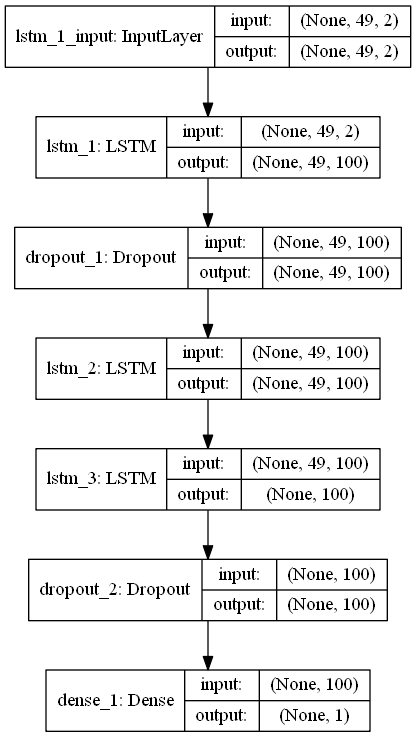 lstm_1_input: InputLayer
input: (None, 49, 2)
output: (None, 49, 2)
lstm_1: LSTM
input: (None, 49, 2)
output: (None, 49, 100)
dropout_1: Dropout
input: (None, 49, 100)
output: (None, 49, 100)
lstm_2: LSTM
input: (None, 49, 100)
output: (None, 49, 100)
lstm_3: LSTM
input: (None, 49, 100)
output: (None, 100)
dropout_2: Dropout
input: (None, 100)
output: (None, 100)
dense_1: Dense
input: (None, 100)
output: (None, 1)